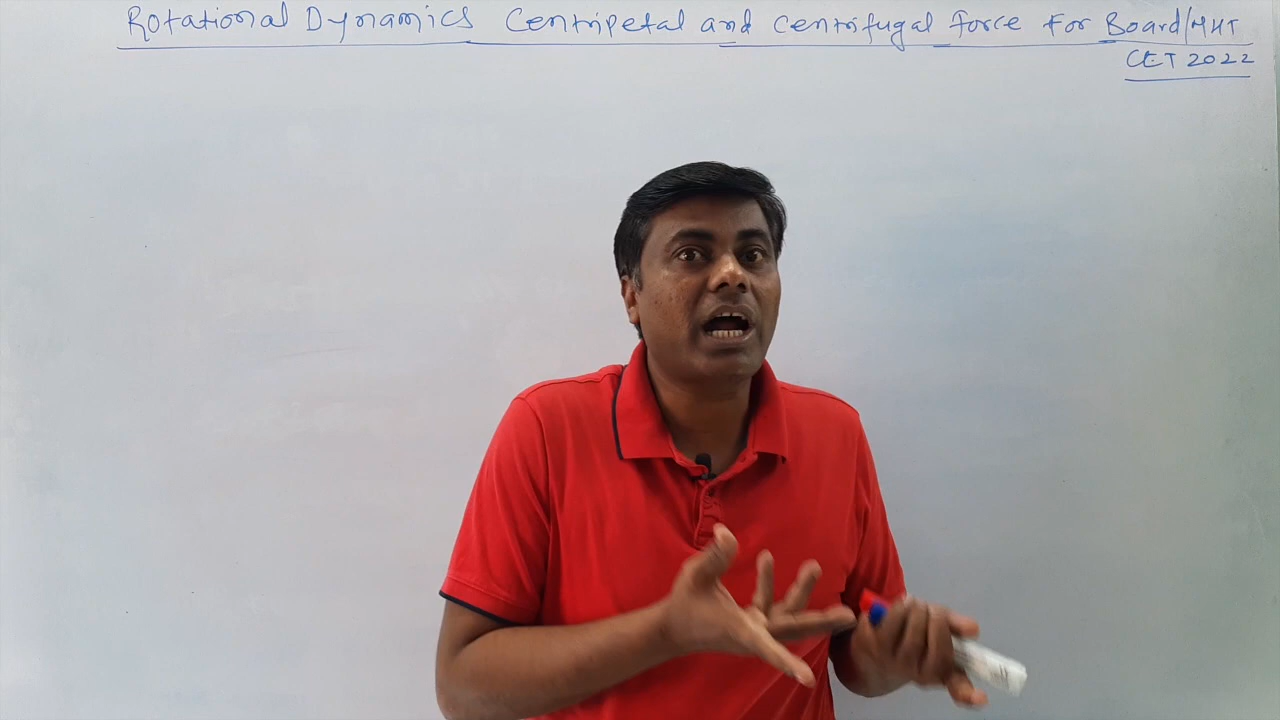 Rotational Dynamics Centripetal and Centrifugal force For Board/MHT
CET 2022